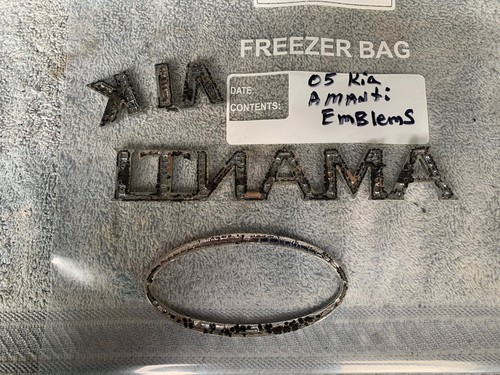 FREEZER BAG
DATE
CONTENTS:
05 Kia
AMANti
EmBlemS
KIA
AMANTI